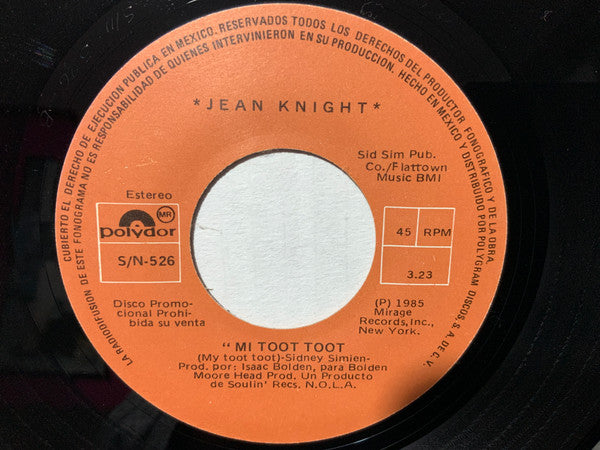 CUBIERTO EL DERECHO DE EJECUCION PUBLICA EN MEXICO. RESERVADOS TODOS LOS DERECHOS DEL PRODUCTOR FONOGRAFICO Y DE LA OBRA.
LA RADIODIFUSION DE ESTE FONOGRAMA NO ES RESPONSABILIDAD DE QUIENES INTERVINIERON EN SU PRODUCCION. HECHO EN MEXICO Y DISTRIBUIDO POR POLYGRAM DISCOS, S. A. DE C. V.
*JEAN KNIGHT*
Sid Sim Pub.
Co./Flattown
Music BMI
Estereo
MR
polydor
S/N-526
45 RPM
3.23
Disco Promo-
cional Prohi-
bida su venta
(P) 1985
Mirage
Records, Inc.,
New York.
" MI TOOT TOOT
(My toot toot)-Sidney Simien-
Prod. por: Isaac Bolden, para Bolden
Moore Head Prod. Un Producto
de Soulin' Recs. N.O.L.A.